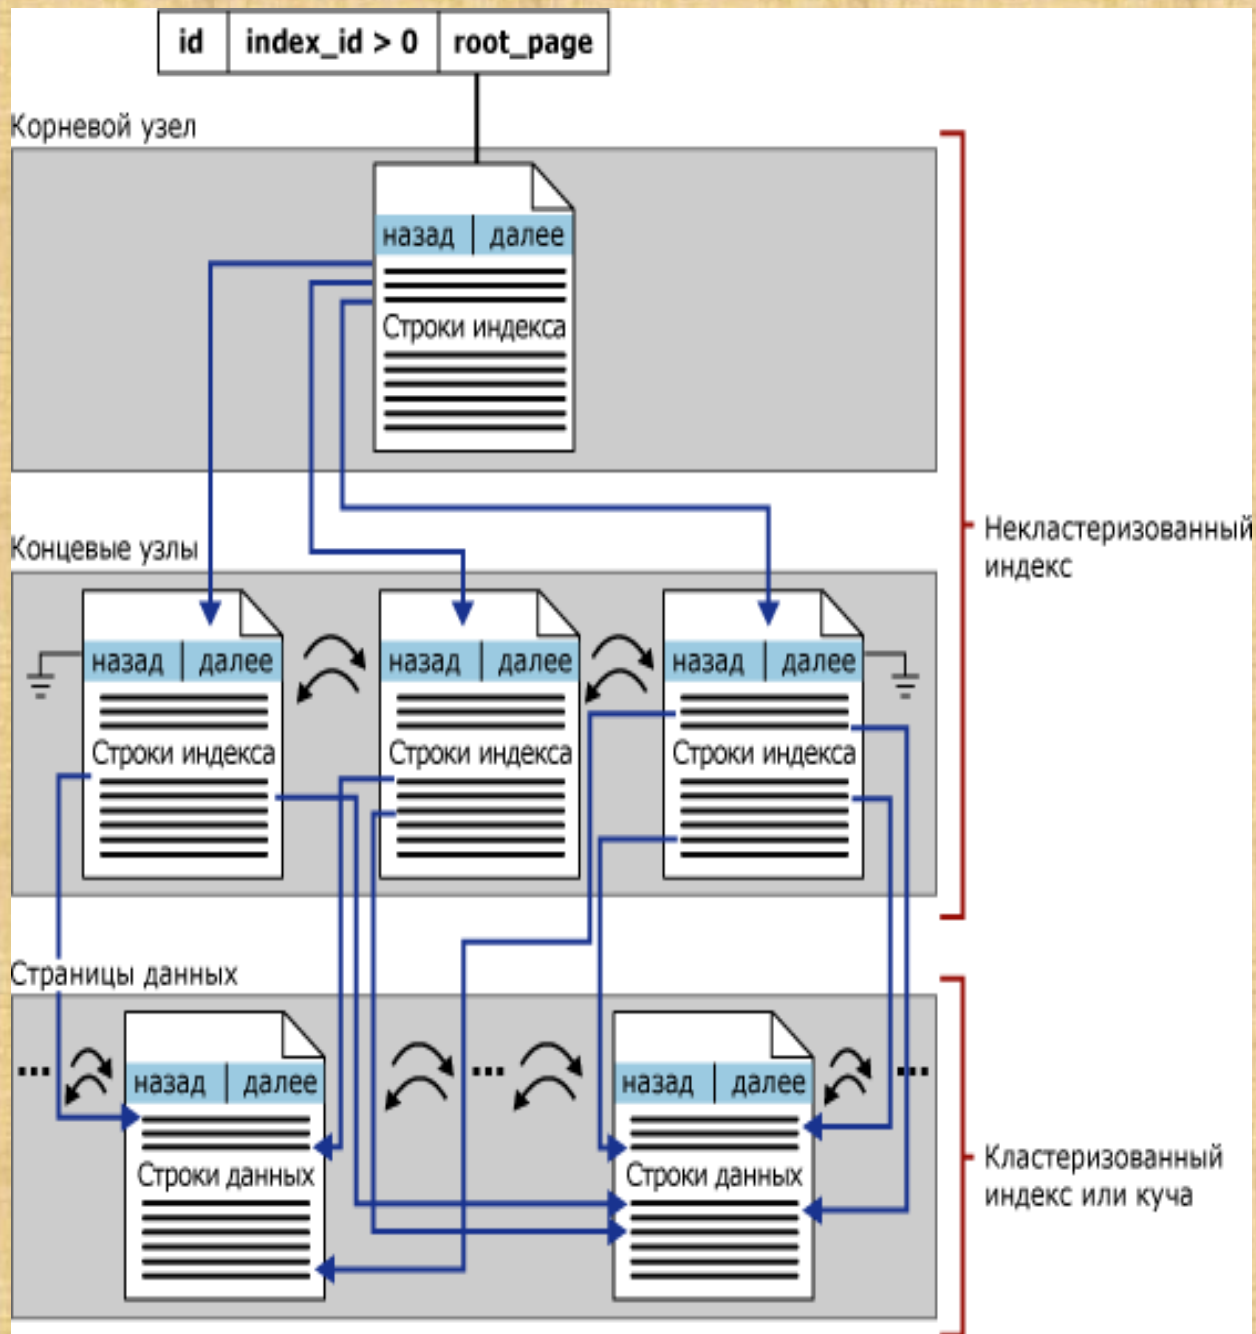 id index_id > 0 root_page
Корневой узел
назад далее
Строки индекса
Некластеризованный
индекс
Концевые узлы
назад далее
назад далее
назад далее
Строки индекса
Строки индекса
Строки индекса
Страницы данных
... ... ...
назад далее
назад далее
Строки данных
Строки данных
Кластеризованный
индекс или куча